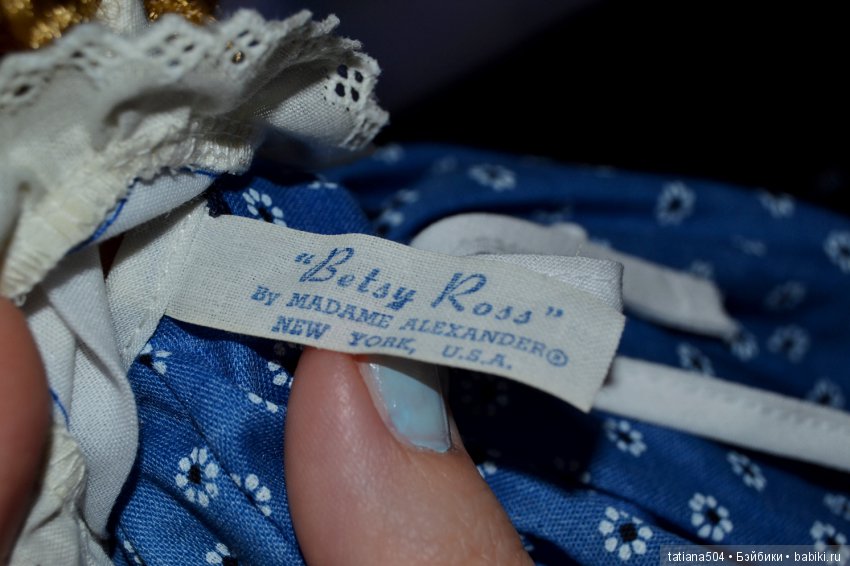 "Betsy Ross"
By MADAME ALEXANDER®
NEW YORK, U.S.A.
tatiana504 • Бэйбики • babiki.ru